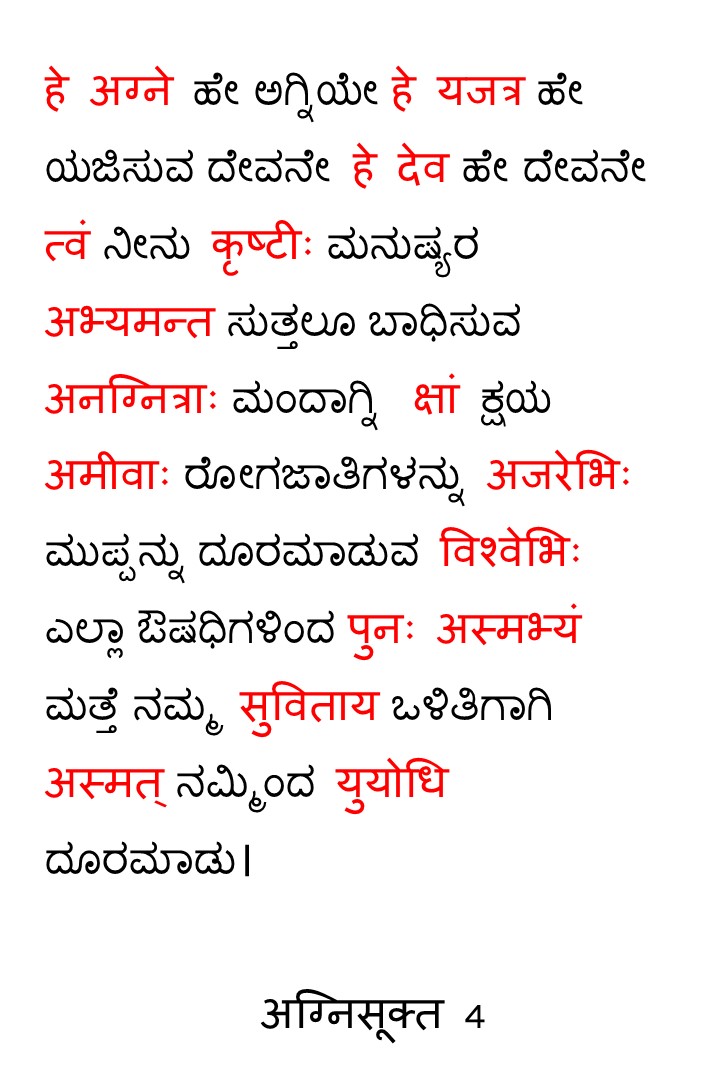 हे अग्ने ಹೇ ಅಗ್ನಿಯೇ हे यजत्र ಹೇ
ಯಜಿಸುವ ದೇವನೇ हे देव ಹೇ ದೇವನೇ
त्वं ನೀನು कृष्टीः ಮನುಷ್ಯರ
अभ्यमन्त ಸುತ್ತಲೂ ಬಾಧಿಸುವ
अनग्नित्राः ಮಂದಾಗ್ನಿ क्षां ಕ್ಷಯ
अमीवाः ರೋಗಜಾತಿಗಳನ್ನು अजरेभिः
ಮುಪ್ಪನ್ನು ದೂರಮಾಡುವ विश्वेभिः
ಎಲ್ಲಾ ಔಷಧಿಗಳಿಂದ पुनः अस्मभ्यं
ಮತ್ತೆ ನಮ್ಮ सुविताय ಒಳಿತಿಗಾಗಿ
अस्मत् ನಮ್ಮಿಂದ युयोधि
ದೂರಮಾಡು।
अग्निसूक्त 4